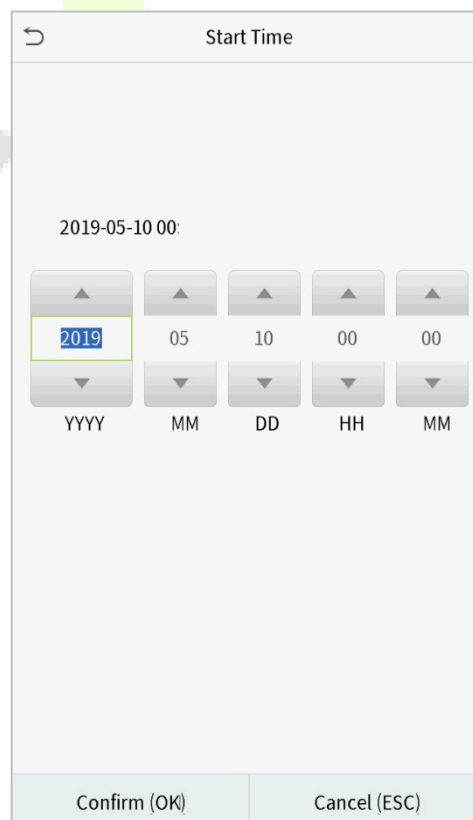 Start Time
2019-05-10 00:
2019 05 10 00 00
YYYY MM DD HH MM
Confirm (OK) Cancel (ESC)